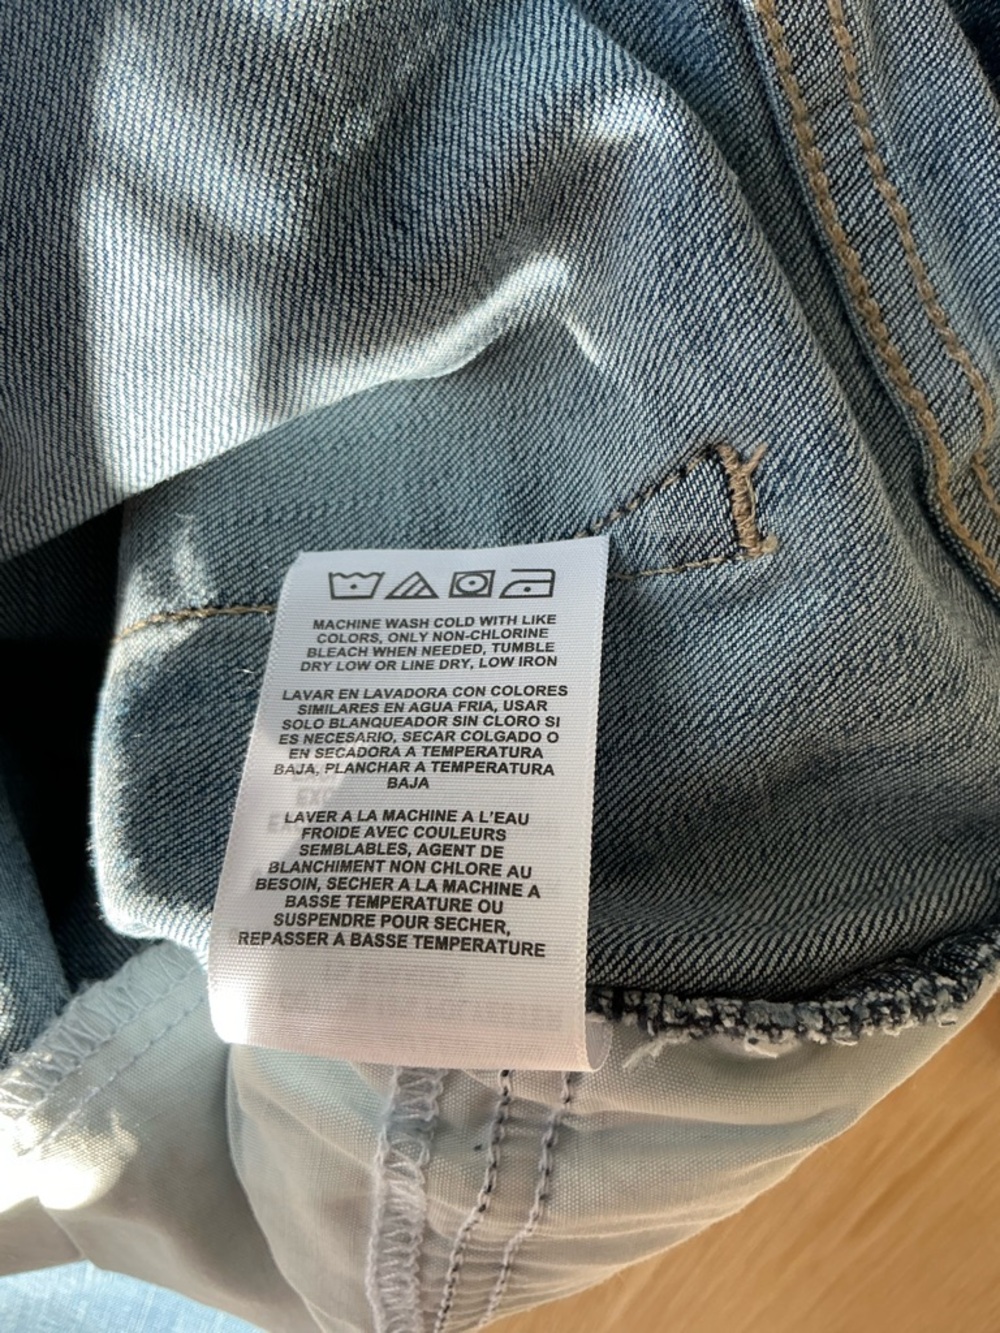 MACHINE WASH COLD WITH LIKE
COLORS, ONLY NON-CHLORINE
BLEACH WHEN NEEDED, TUMBLE
DRY LOW OR LINE DRY, LOW IRON
LAVAR EN LAVADORA CON COLORES
SIMILARES EN AGUA FRIA, USAR
SOLO BLANQUEADOR SIN CLORO SI
ES NECESARIO, SECAR COLGADO O
EN SECADORA A TEMPERATURA
BAJA, PLANCHAR A TEMPERATURA
BAJA
LAVER A LA MACHINE A L'EAU
FROIDE AVEC COULEURS
SEMBLABLES, AGENT DE
BLANCHIMENT NON CHLORE AU
BESOIN, SECHER A LA MACHINE A
BASSE TEMPERATURE OU
SUSPENDRE POUR SECHER,
REPASSER A BASSE TEMPERATURE